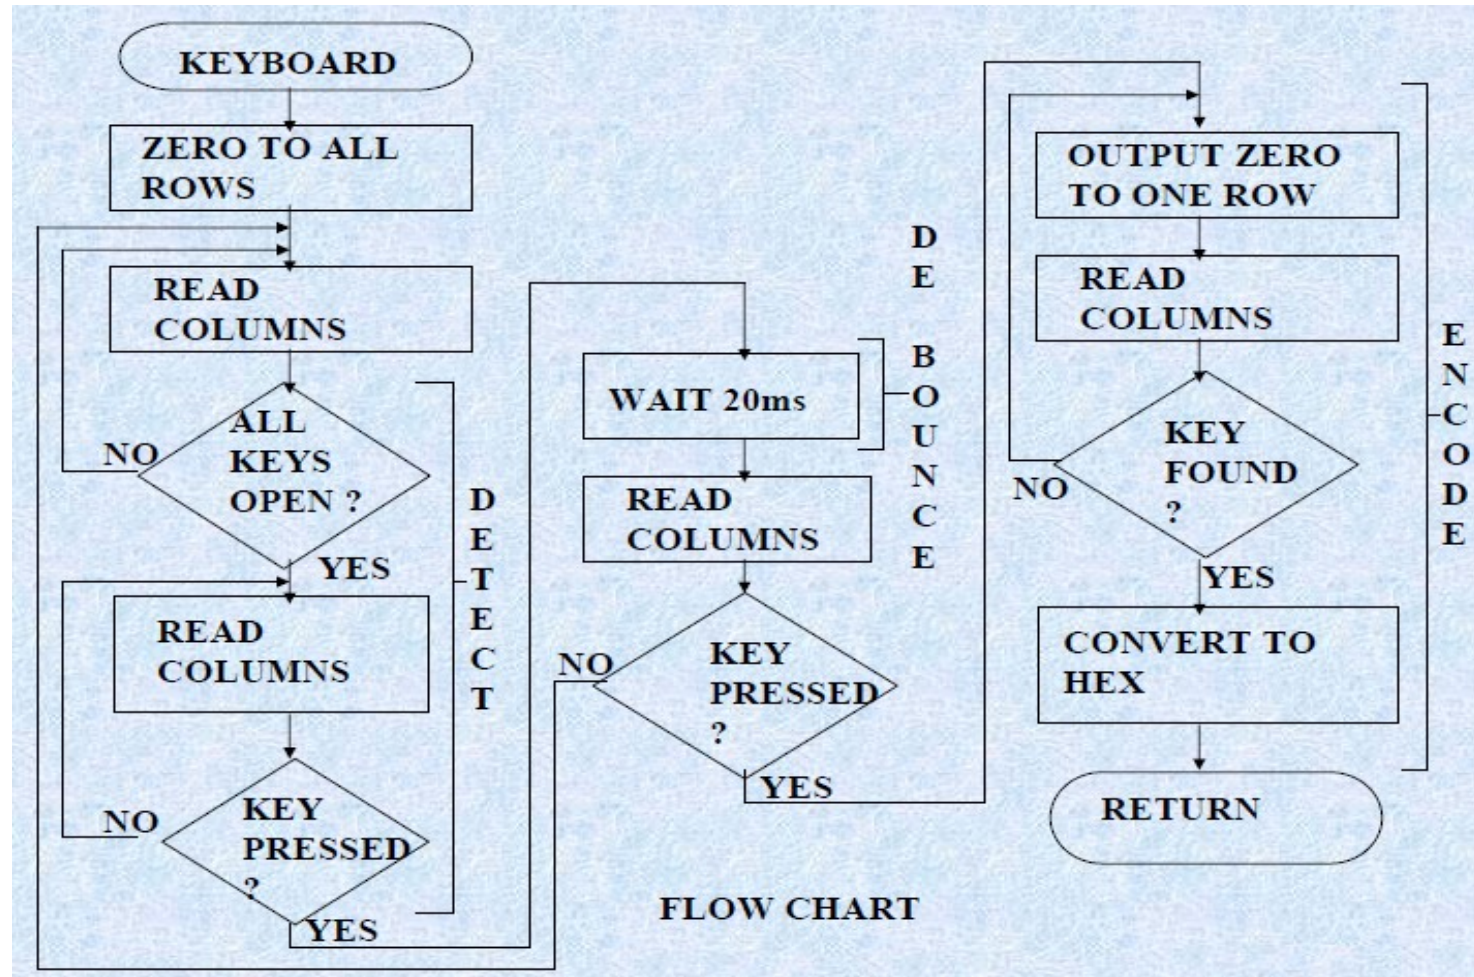 KEYBOARD
ZERO TO ALL
ROWS
READ
COLUMNS
ALL
KEYS
OPEN ?
NO
YES
READ
COLUMNS
KEY
PRESSED
?
NO
YES
DETECT
WAIT 20ms
DE BOUNCE
READ
COLUMNS
KEY
PRESSED
?
NO
YES
OUTPUT ZERO
TO ONE ROW
READ
COLUMNS
KEY
FOUND
?
NO
YES
CONVERT TO
HEX
RETURN
ENCODE
FLOW CHART